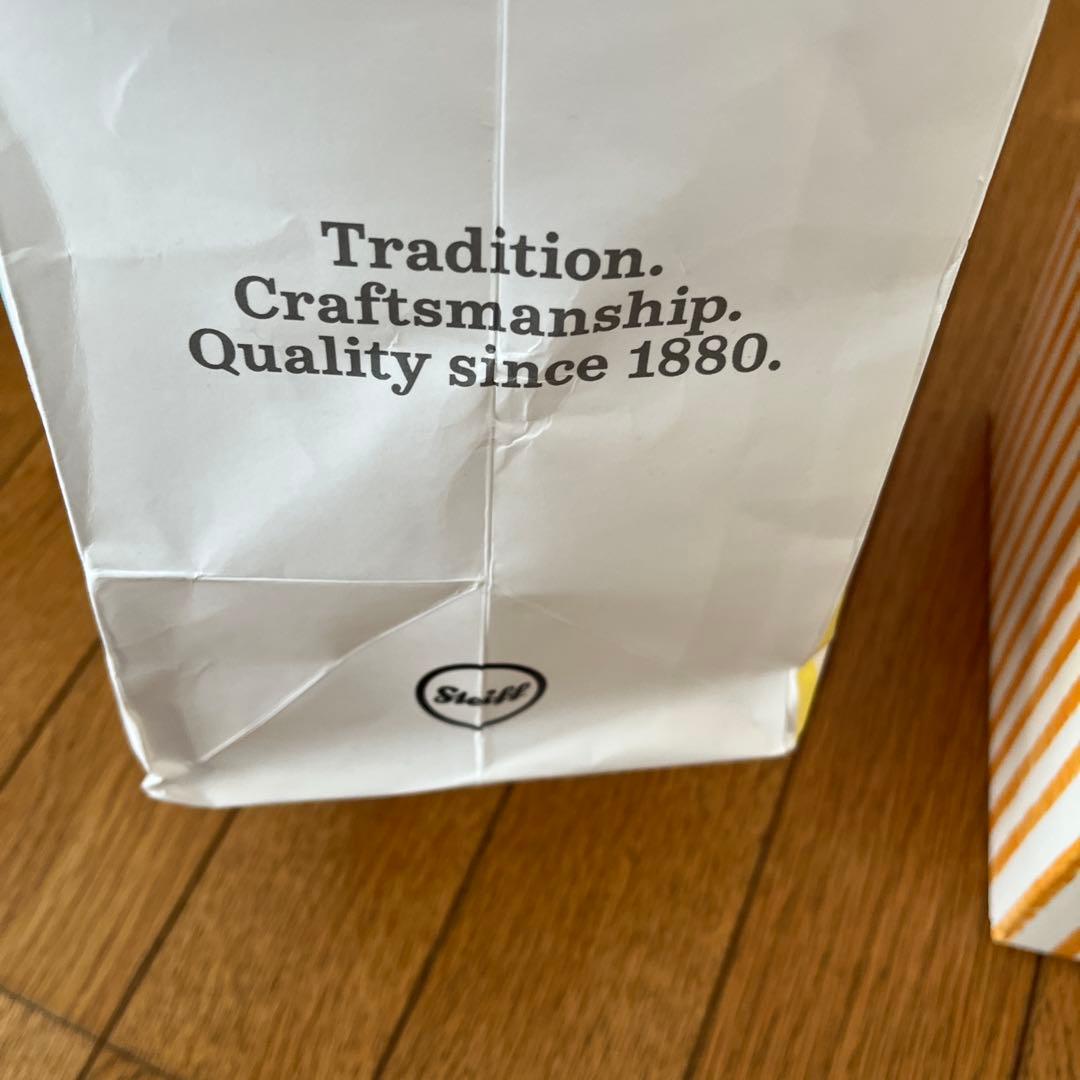 Tradition.
Craftsmanship.
Quality since 1880.
Steiff